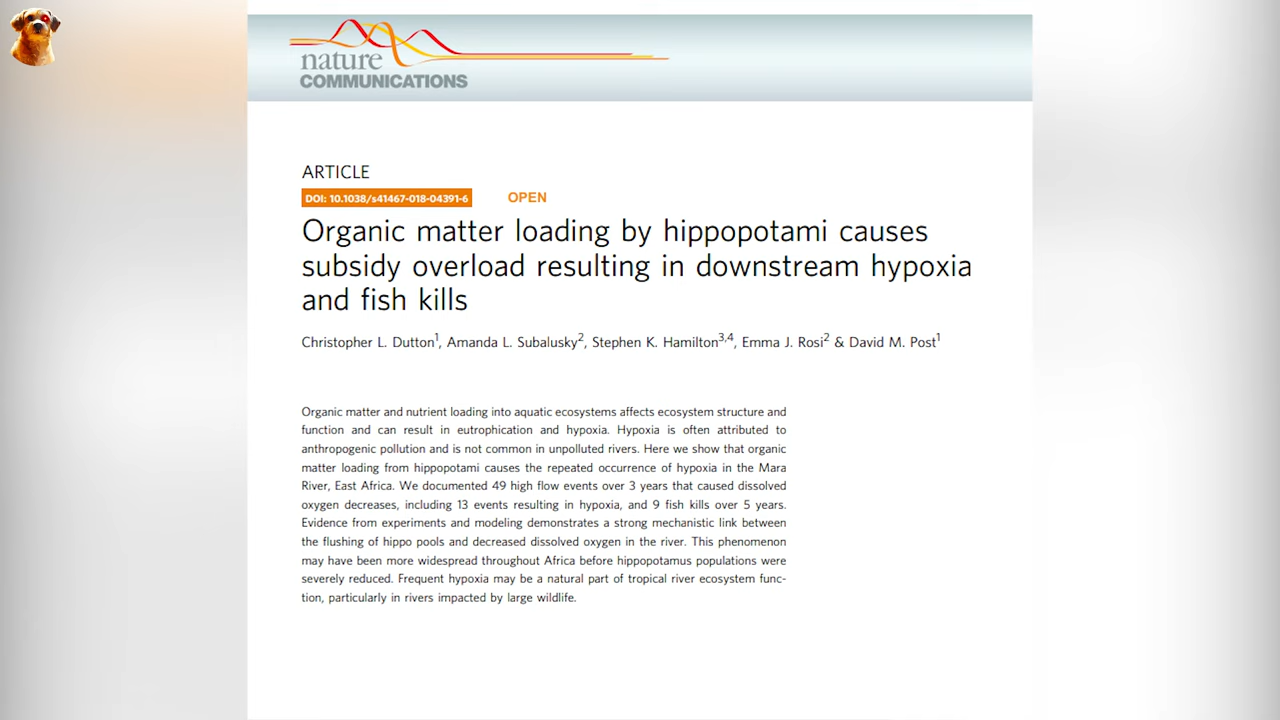 nature
COMMUNICATIONS
ARTICLE
DOI: 10.1038/s41467-018-04391-6 OPEN
Organic matter loading by hippopotami causes
subsidy overload resulting in downstream hypoxia
and fish kills
Christopher L. Dutton1, Amanda L. Subalusky2, Stephen K. Hamilton3,4, Emma J. Rosi2 & David M. Post1
Organic matter and nutrient loading into aquatic ecosystems affects ecosystem structure and
function and can result in eutrophication and hypoxia. Hypoxia is often attributed to
anthropogenic pollution and is not common in unpolluted rivers. Here we show that organic
matter loading from hippopotami causes the repeated occurrence of hypoxia in the Mara
River, East Africa. We documented 49 high flow events over 3 years that caused dissolved
oxygen decreases, including 13 events resulting in hypoxia, and 9 fish kills over 5 years.
Evidence from experiments and modeling demonstrates a strong mechanistic link between
the flushing of hippo pools and decreased dissolved oxygen in the river. This phenomenon
may have been more widespread throughout Africa before hippopotamus populations were
severely reduced. Frequent hypoxia may be a natural part of tropical river ecosystem func-
tion, particularly in rivers impacted by large wildlife.